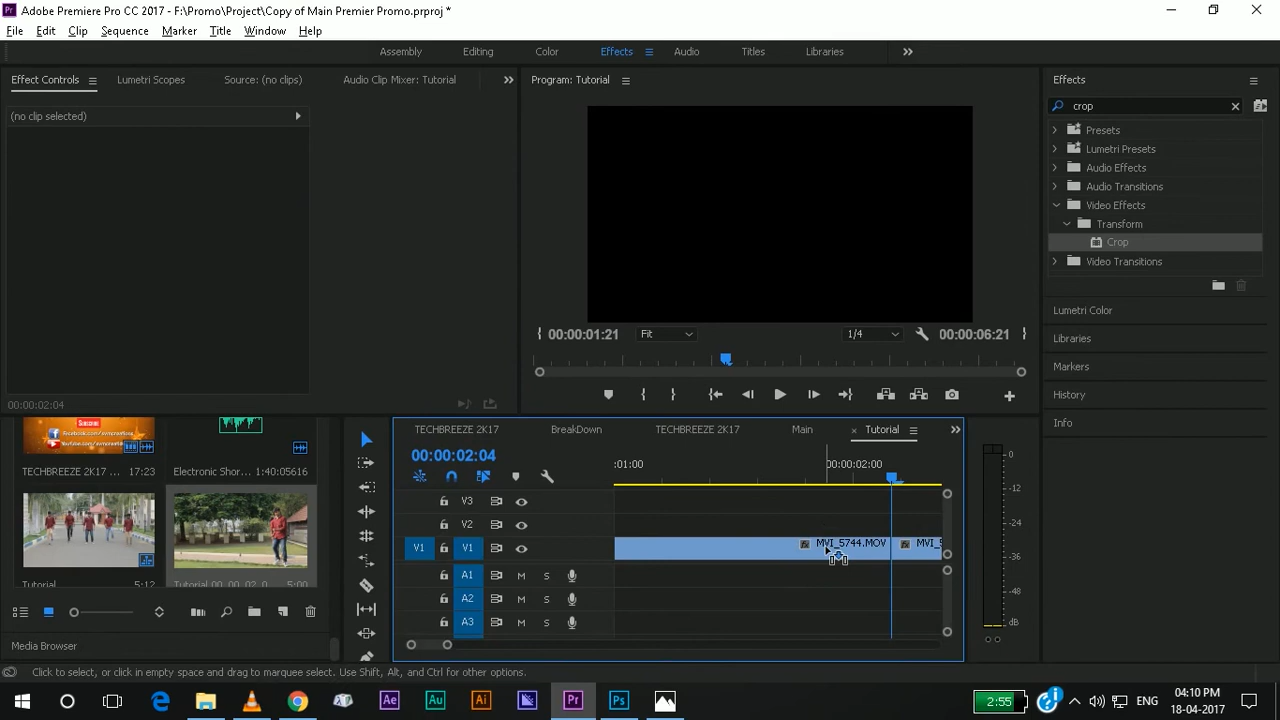 Adobe Premiere Pro CC 2017 - F:\Promo\Project\Copy of Main Premier Promo.prproj *
File Edit Clip Sequence Marker Title Window Help
Assembly Editing Color Effects Audio Titles Libraries
Effect Controls Lumetri Scopes Source: (no clips) Audio Clip Mixer: Tutorial
Program: Tutorial
Effects
(no clip selected)
crop
Presets
Lumetri Presets
Audio Effects
Audio Transitions
Video Effects
Transform
Crop
Video Transitions
Lumetri Color
Libraries
Markers
History
Info
00:00:01:21 Fit 1/4 00:00:06:21
00:00:02:04
TECHBREEZE 2K17 ... 17:23
Electronic Shor... 1:40:05616
Tutorial 5:12
Tutorial_00_00_02_0... 5:00
Media Browser
TECHBREEZE 2K17 BreakDown TECHBREEZE 2K17 Main Tutorial
00:00:02:04
:01:00 00:00:02:00
V3
V2
V1 V1 MVI_5744.MOV MVI_5
A1 M S
A2 M S
A3 M S
0
-12
-24
-36
-48
dB
Click to select, or click in empty space and drag to marquee select. Use Shift, Alt, and Ctrl for other options.
Ae Au Ai Pr Ps
2:55 ENG 04:10 PM
18-04-2017